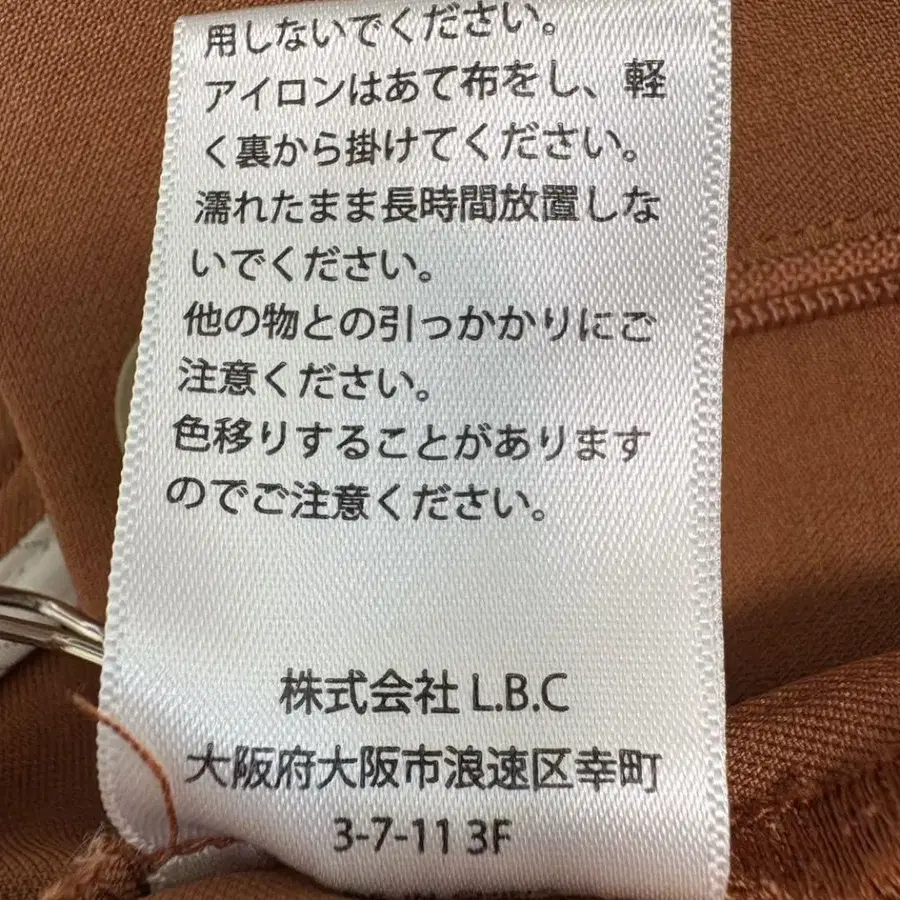 用しないでください。
アイロンはあて布をし、軽
く裏から掛けてください。
濡れたまま長時間放置しな
いでください。
他の物との引っかかりにご
注意ください。
色移りすることがあります
のでご注意ください。
株式会社 L.B.C
大阪府大阪市浪速区幸町
3-7-11 3F